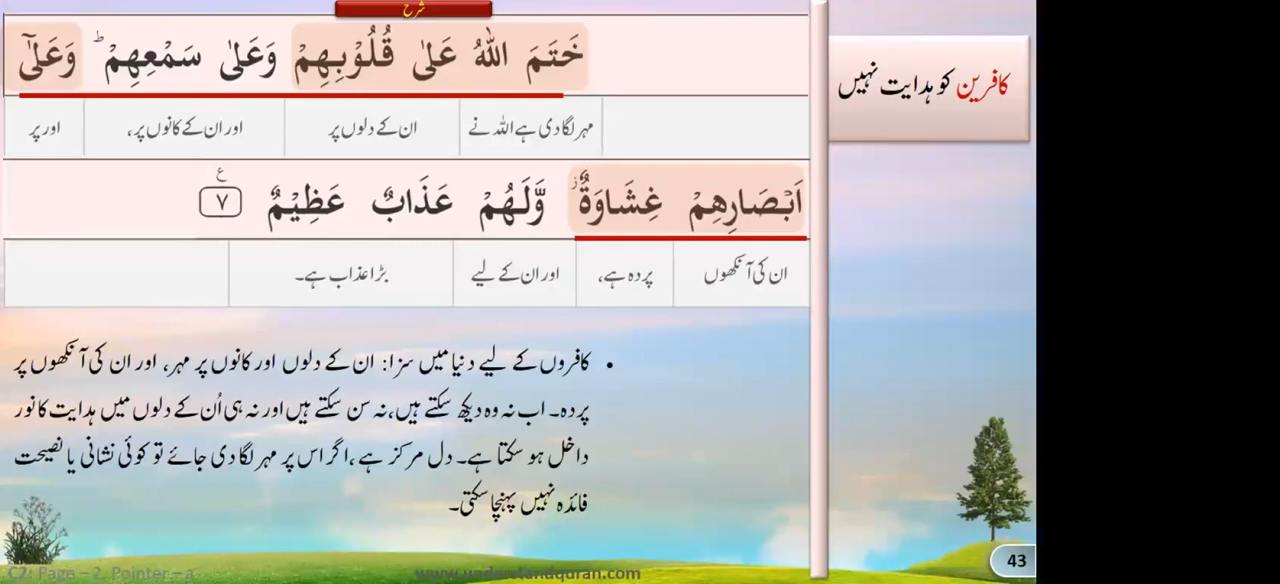 شرح
خَتَمَ اللّٰهُ عَلٰى قُلُوْبِهِمْ وَعَلٰى سَمْعِهِمْ ؕ وَعَلٰٓى
مہر لگا دی ہے اللہ نے ان کے دلوں پر اور ان کے کانوں پر، اور پر
اَبْصَارِهِمْ غِشَاوَةٌ ز وَّلَهُمْ عَذَابٌ عَظِيْمٌ ع ٧
ان کی آنکھوں پردہ ہے، اور ان کے لیے بڑا عذاب ہے۔
کافرین کو ہدایت نہیں
• کافروں کے لیے دنیا میں سزا: ان کے دلوں اور کانوں پر مہر، اور ان کی آنکھوں پر
پردہ۔ اب نہ وہ دیکھ سکتے ہیں، نہ سن سکتے ہیں اور نہ ہی اُن کے دلوں میں ہدایت کا نور
داخل ہو سکتا ہے۔ دل مرکز ہے، اگر اس پر مہر لگا دی جائے تو کوئی نشانی یا نصیحت
فائدہ نہیں پہنچا سکتی۔
43
C2: Page – 2, Pointer – a
www.understandquran.com